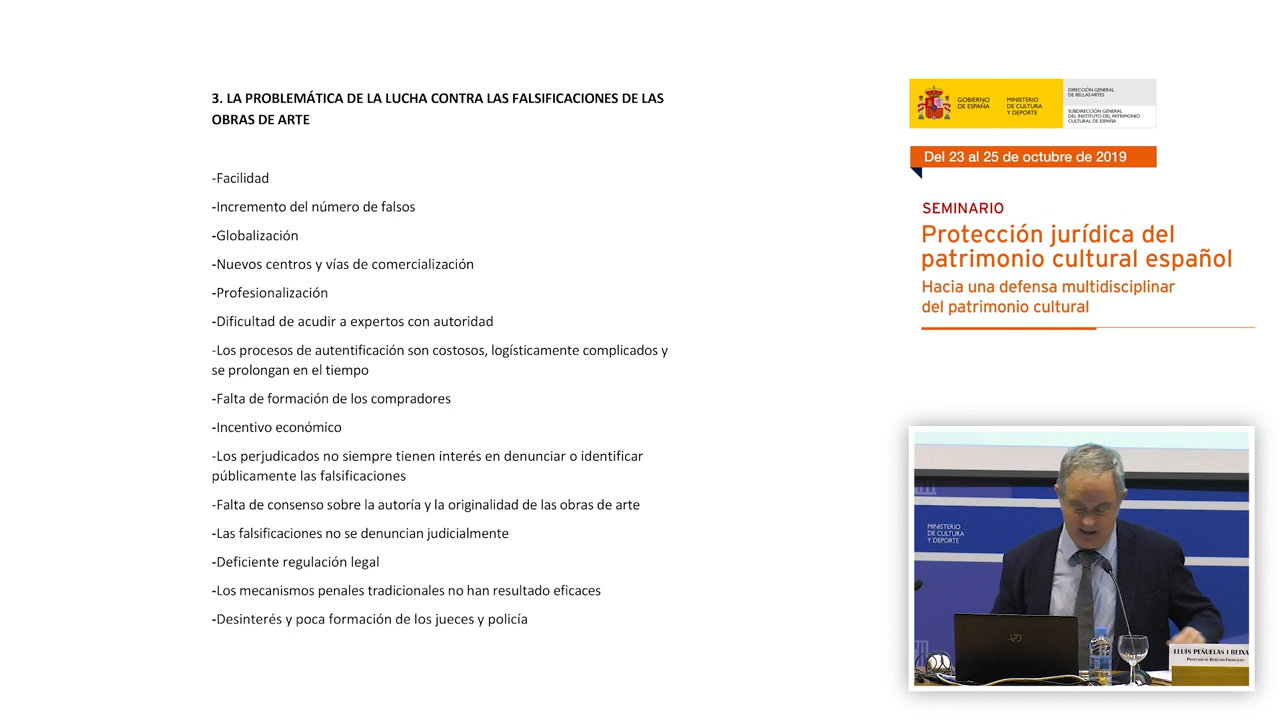 3. LA PROBLEMÁTICA DE LA LUCHA CONTRA LAS FALSIFICACIONES DE LAS
OBRAS DE ARTE
-Facilidad
-Incremento del número de falsos
-Globalización
-Nuevos centros y vías de comercialización
-Profesionalización
-Dificultad de acudir a expertos con autoridad
-Los procesos de autentificación son costosos, logísticamente complicados y
se prolongan en el tiempo
-Falta de formación de los compradores
-Incentivo económico
-Los perjudicados no siempre tienen interés en denunciar o identificar
públicamente las falsificaciones
-Falta de consenso sobre la autoría y la originalidad de las obras de arte
-Las falsificaciones no se denuncian judicialmente
-Deficiente regulación legal
-Los mecanismos penales tradicionales no han resultado eficaces
-Desinterés y poca formación de los jueces y policía
GOBIERNO
DE ESPAÑA
MINISTERIO
DE CULTURA
Y DEPORTE
DIRECCIÓN GENERAL
DE BELLAS ARTES
SUBDIRECCIÓN GENERAL
DEL INSTITUTO DEL PATRIMONIO
CULTURAL DE ESPAÑA
Del 23 al 25 de octubre de 2019
SEMINARIO
Protección jurídica del
patrimonio cultural español
Hacia una defensa multidisciplinar
del patrimonio cultural
MINISTERIO
DE CULTURA
Y DEPORTE
LLUÍS PEÑUELAS I REIXA
PROFESOR DE DERECHO FINANCIERO